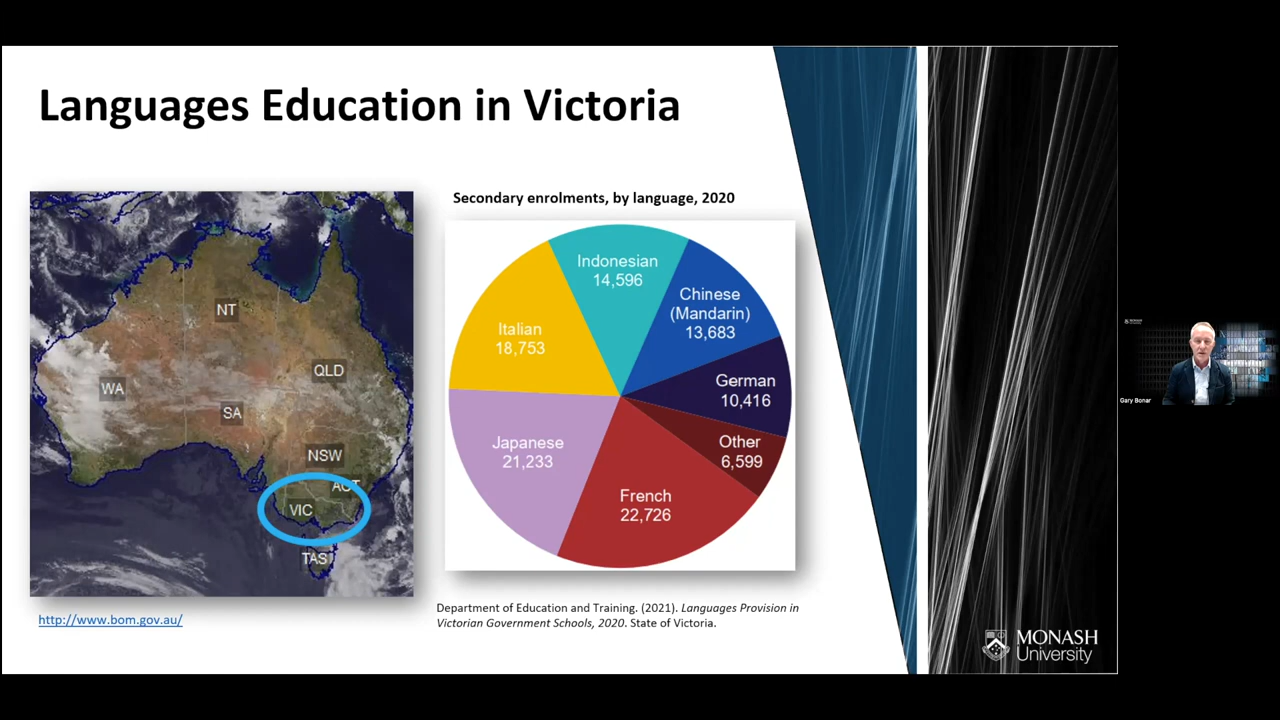 Languages Education in Victoria
NT
QLD
WA
SA
NSW
ACT
VIC
TAS
http://www.bom.gov.au/
Secondary enrolments, by language, 2020
Indonesian
14,596
Chinese
(Mandarin)
13,683
Italian
18,753
German
10,416
Japanese
21,233
Other
6,599
French
22,726
Department of Education and Training. (2021). Languages Provision in
Victorian Government Schools, 2020. State of Victoria.
MONASH
University
Gary Bonar